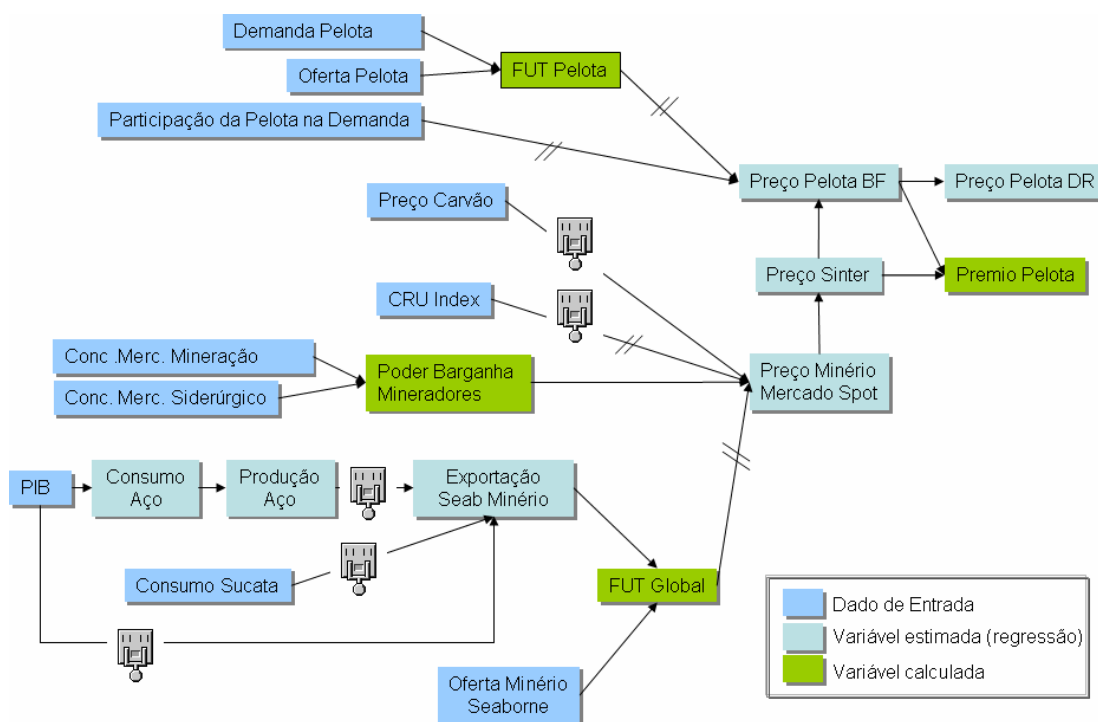 Demanda Pelota
FUT Pelota
Oferta Pelota
Participação da Pelota na Demanda
Preço Pelota BF
Preço Pelota DR
Preço Carvão
Preço Sinter
Premio Pelota
CRU Index
Conc .Merc. Mineração
Poder Barganha
Mineradores
Preço Minério
Mercado Spot
Conc. Merc. Siderúrgico
PIB
Consumo
Aço
Produção
Aço
Exportação
Seab Minério
Consumo Sucata
FUT Global
Oferta Minério
Seaborne
Dado de Entrada
Variável estimada (regressão)
Variável calculada